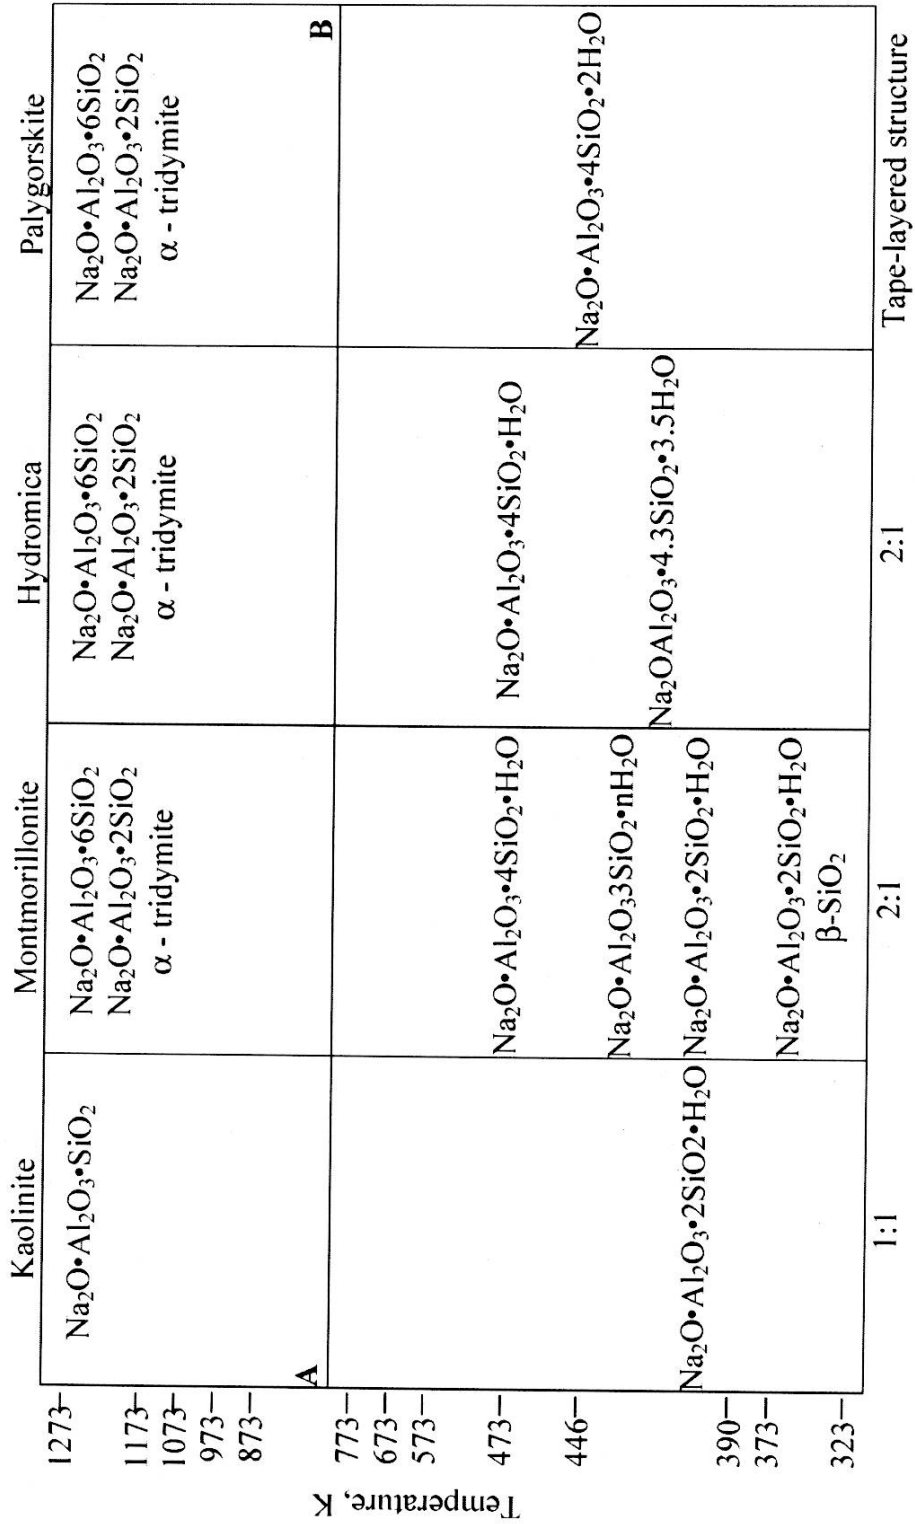 Kaolinite Montmorillonite Hydromica Palygorskite
Temperature, K
1273
1173
1073
973
873
773
673
573
473
446
390
373
323
A
B
Na₂O•Al₂O₃•SiO₂
Na₂O•Al₂O₃•2SiO2•H₂O
Na₂O•Al₂O₃•6SiO₂
Na₂O•Al₂O₃•2SiO₂
α - tridymite
Na₂O•Al₂O₃•4SiO₂•H₂O
Na₂O•Al₂O₃3SiO₂•nH₂O
Na₂O•Al₂O₃•2SiO₂•H₂O
Na₂O•Al₂O₃•2SiO₂•H₂O
β-SiO₂
Na₂O•Al₂O₃•6SiO₂
Na₂O•Al₂O₃•2SiO₂
α - tridymite
Na₂O•Al₂O₃•4SiO₂•H₂O
Na₂OAl₂O₃•4.3SiO₂•3.5H₂O
Na₂O•Al₂O₃•6SiO₂
Na₂O•Al₂O₃•2SiO₂
α - tridymite
Na₂O•Al₂O₃•4SiO₂•2H₂O
1:1 2:1 2:1 Tape-layered structure